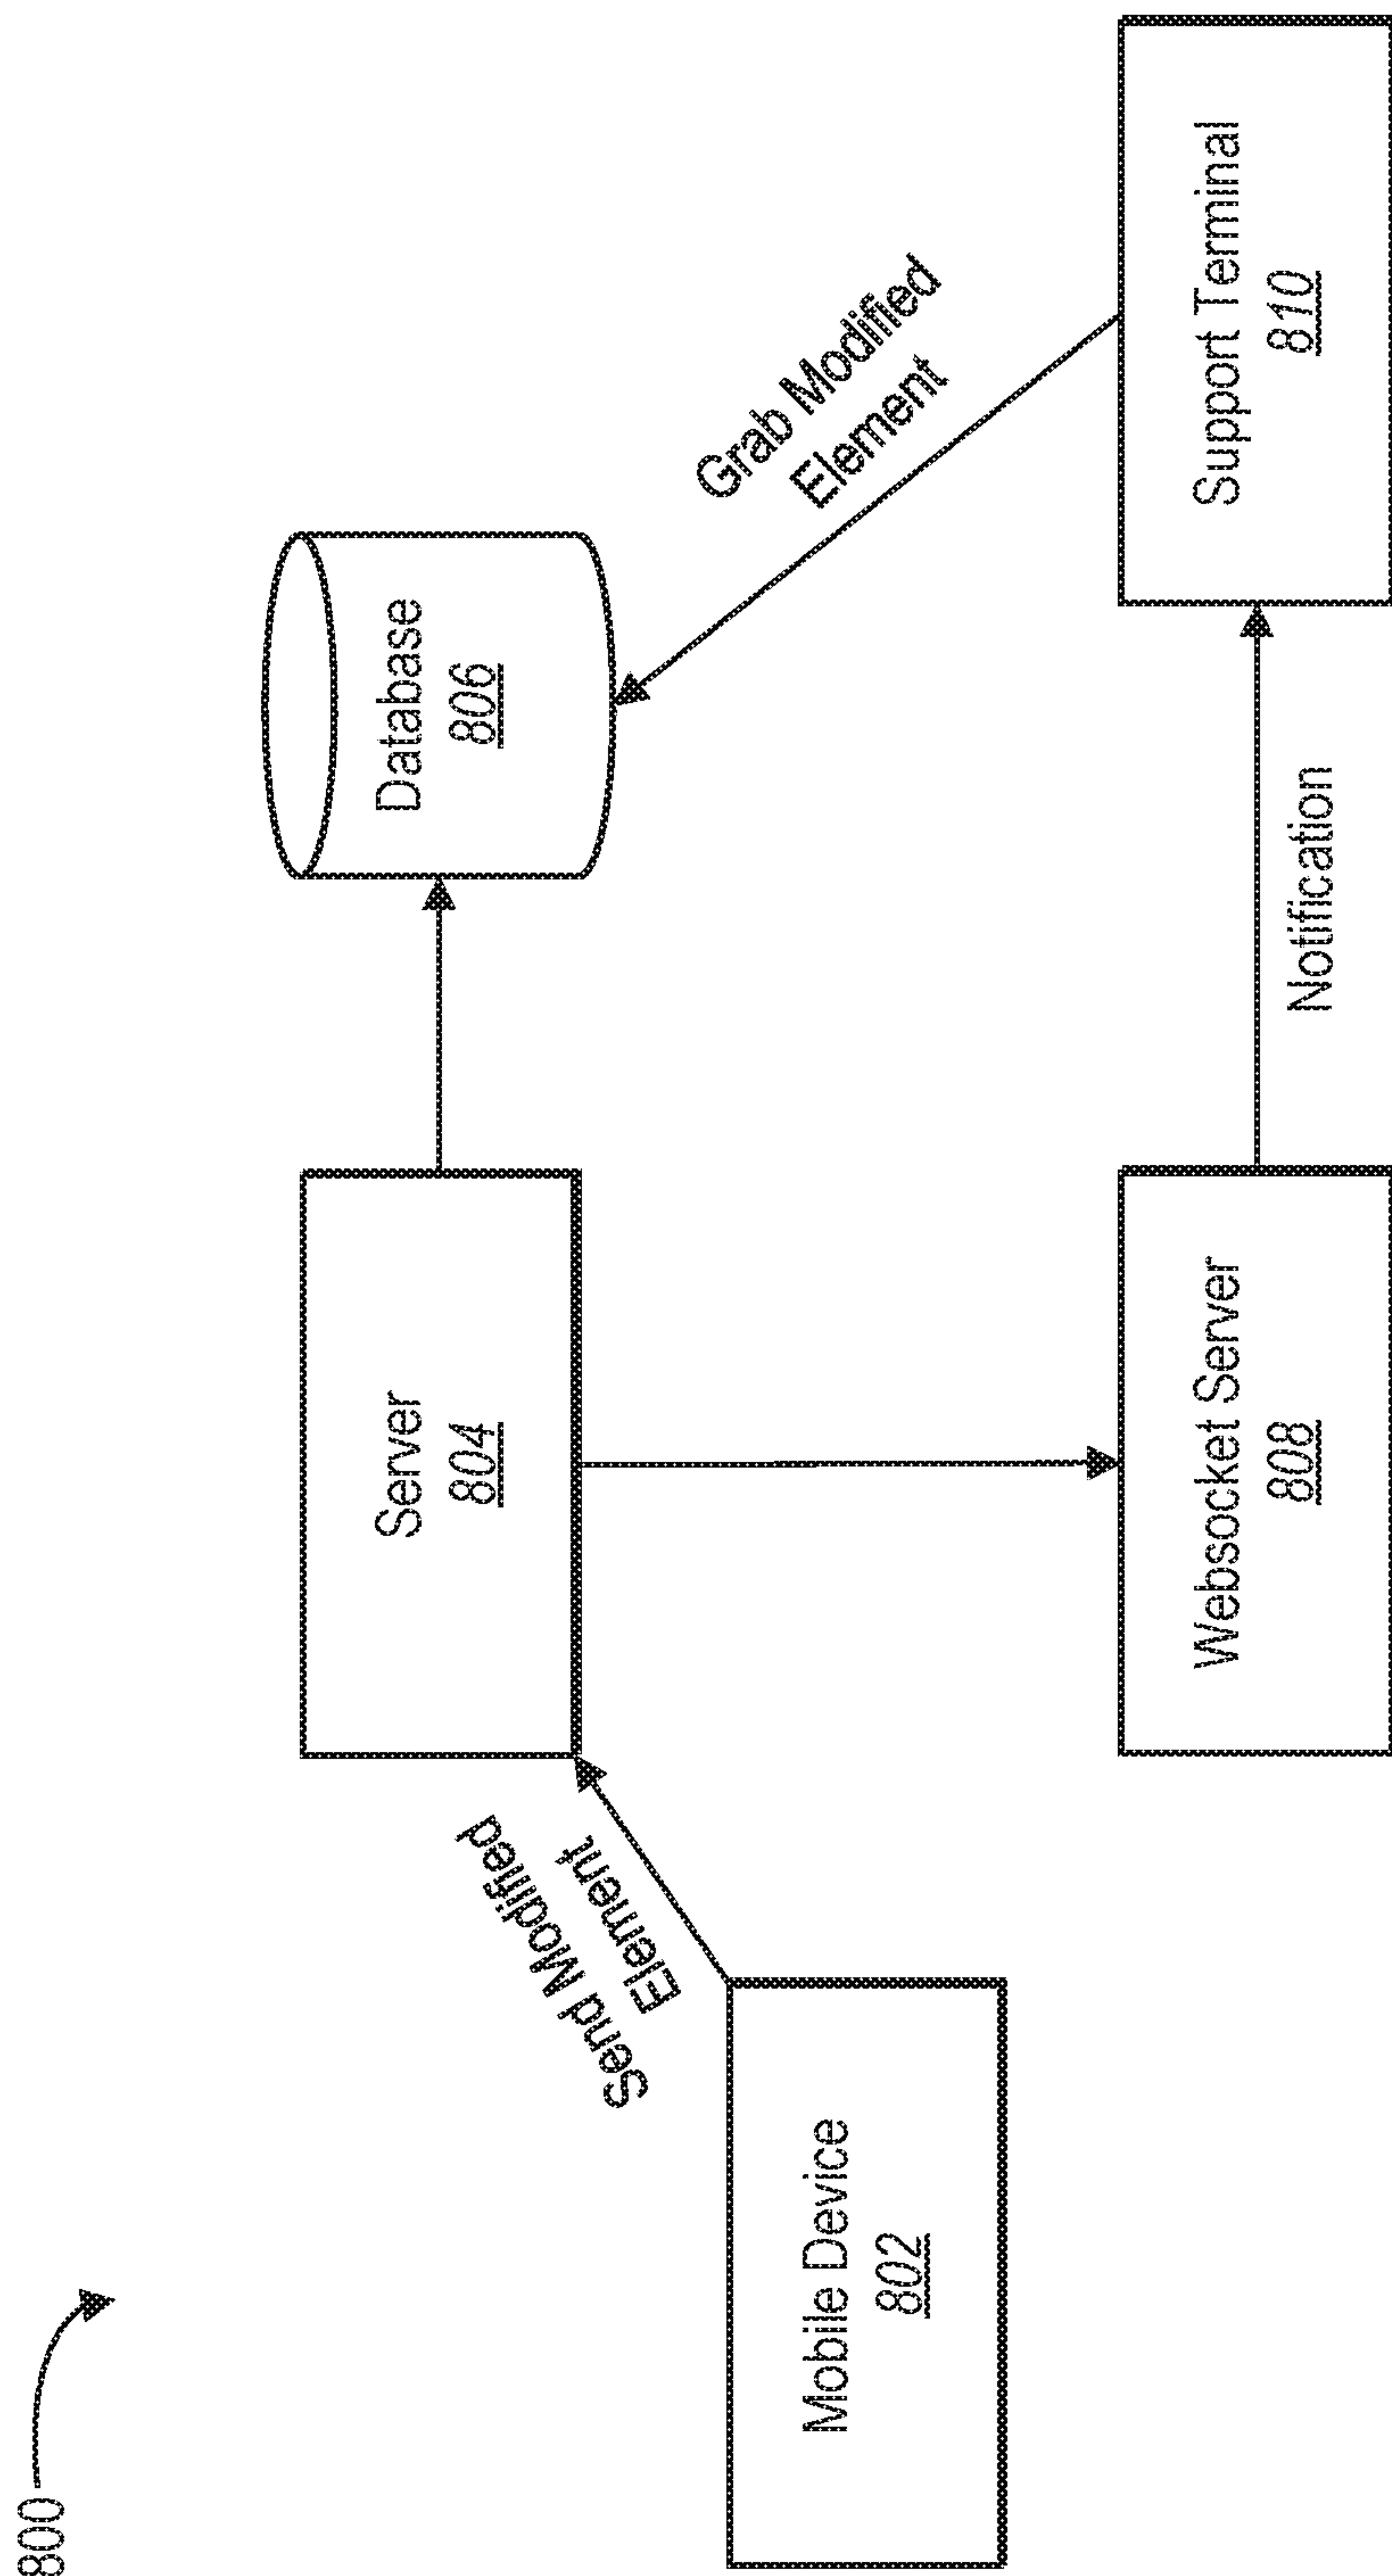 800
Mobile Device
802
Send Modified
Element
Server
804
Database
806
Websocket Server
808
Notification
Support Terminal
810
Grab Modified
Element